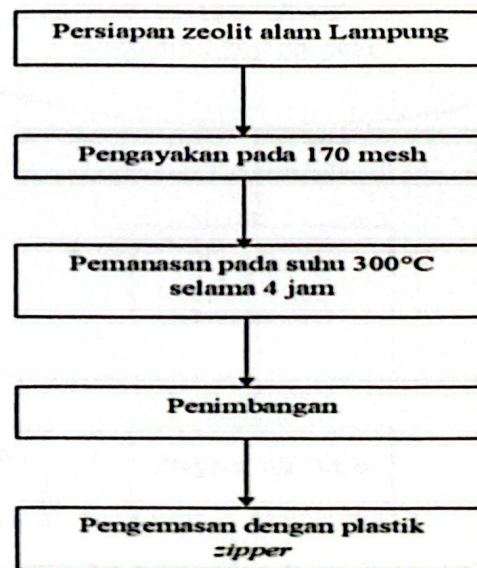 Persiapan zeolit alam Lampung
Pengayakan pada 170 mesh
Pemanasan pada suhu 300°C
selama 4 jam
Penimbangan
Pengemasan dengan plastik
zipper